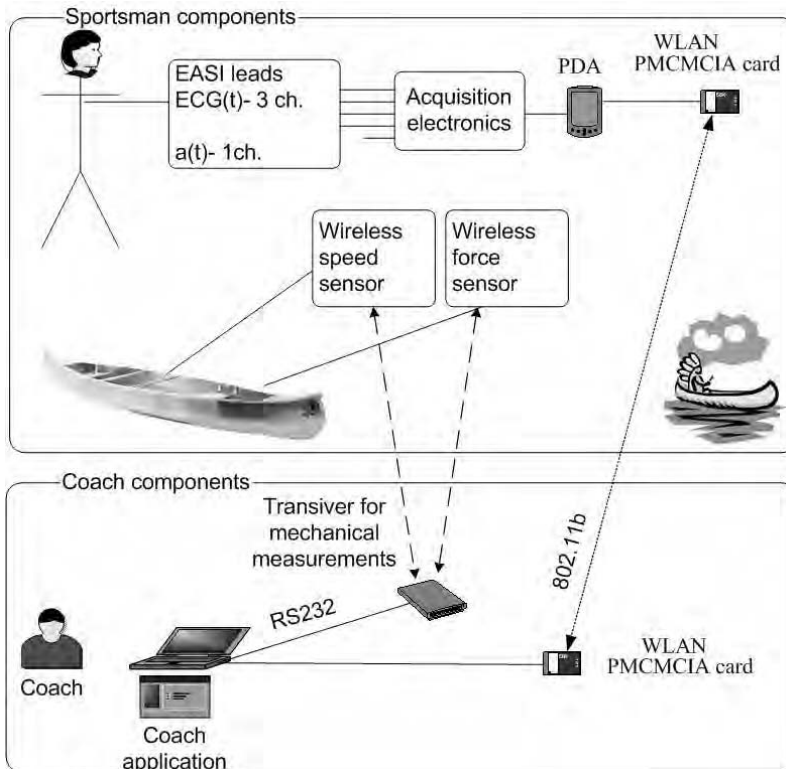 Sportsman components
EASI leads
ECG(t)- 3 ch.
a(t)- 1ch.
Acquisition
electronics
PDA
WLAN
PMCMCIA card
Wireless
speed
sensor
Wireless
force
sensor
Coach components
Transiver for
mechanical
measurements
802.11b
RS232
WLAN
PMCMCIA card
Coach
Coach
application